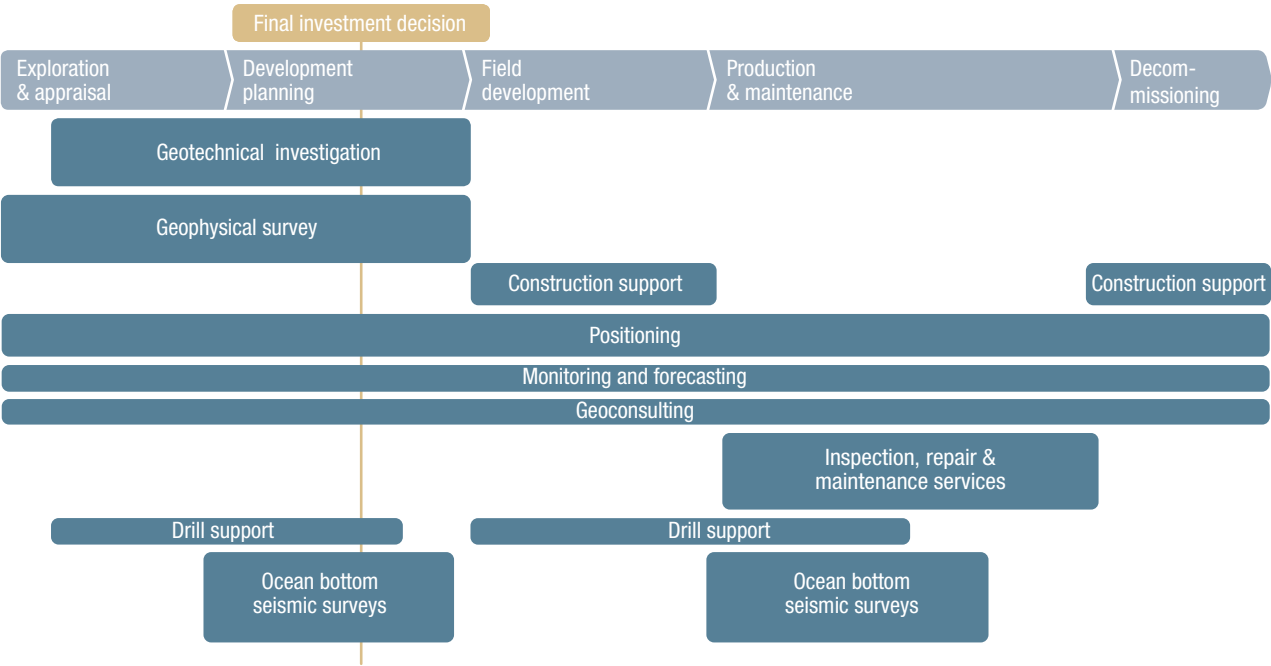 Final investment decision
Exploration
& appraisal
Development
planning
Field
development
Production
& maintenance
Decom-
missioning
Geotechnical investigation
Geophysical survey
Construction support
Construction support
Positioning
Monitoring and forecasting
Geoconsulting
Inspection, repair &
maintenance services
Drill support
Drill support
Ocean bottom
seismic surveys
Ocean bottom
seismic surveys